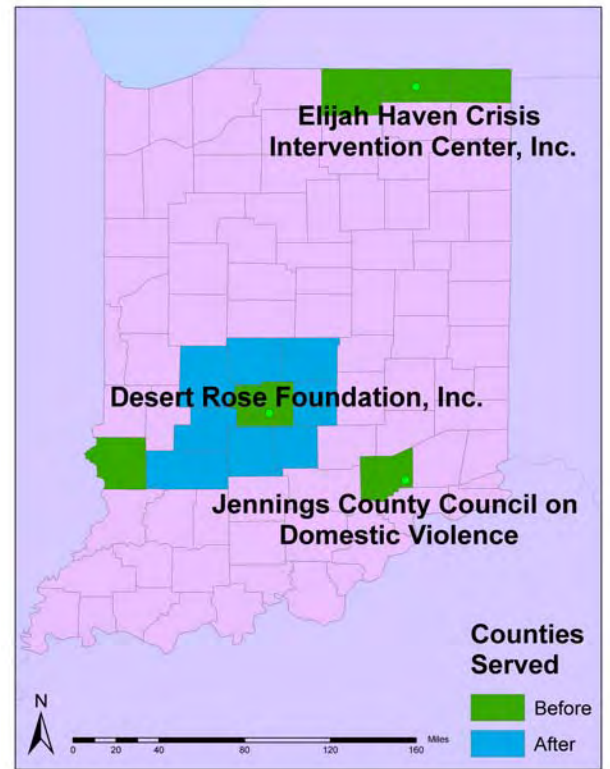 Elijah Haven Crisis
Intervention Center, Inc.
Desert Rose Foundation, Inc.
Jennings County Council on
Domestic Violence
Counties
Served
Before
After
N
Miles
0 20 40 80 120 160